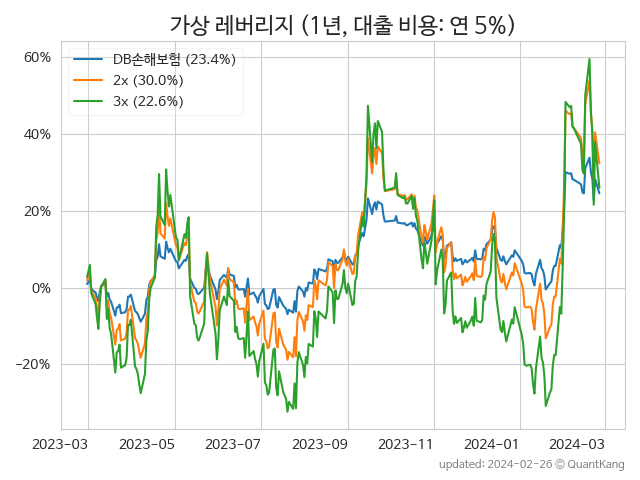 가상 레버리지 (1년, 대출 비용: 연 5%)
DB손해보험 (23.4%)
2x (30.0%)
3x (22.6%)
60%
40%
20%
0%
−20%
2023-03 2023-05 2023-07 2023-09 2023-11 2024-01 2024-03
updated: 2024-02-26 © QuantKang